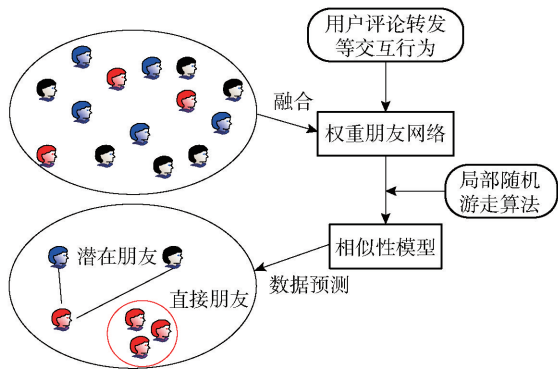 用户评论转发
等交互行为
融合
权重朋友网络
局部随机
游走算法
相似性模型
数据预测
潜在朋友
直接朋友